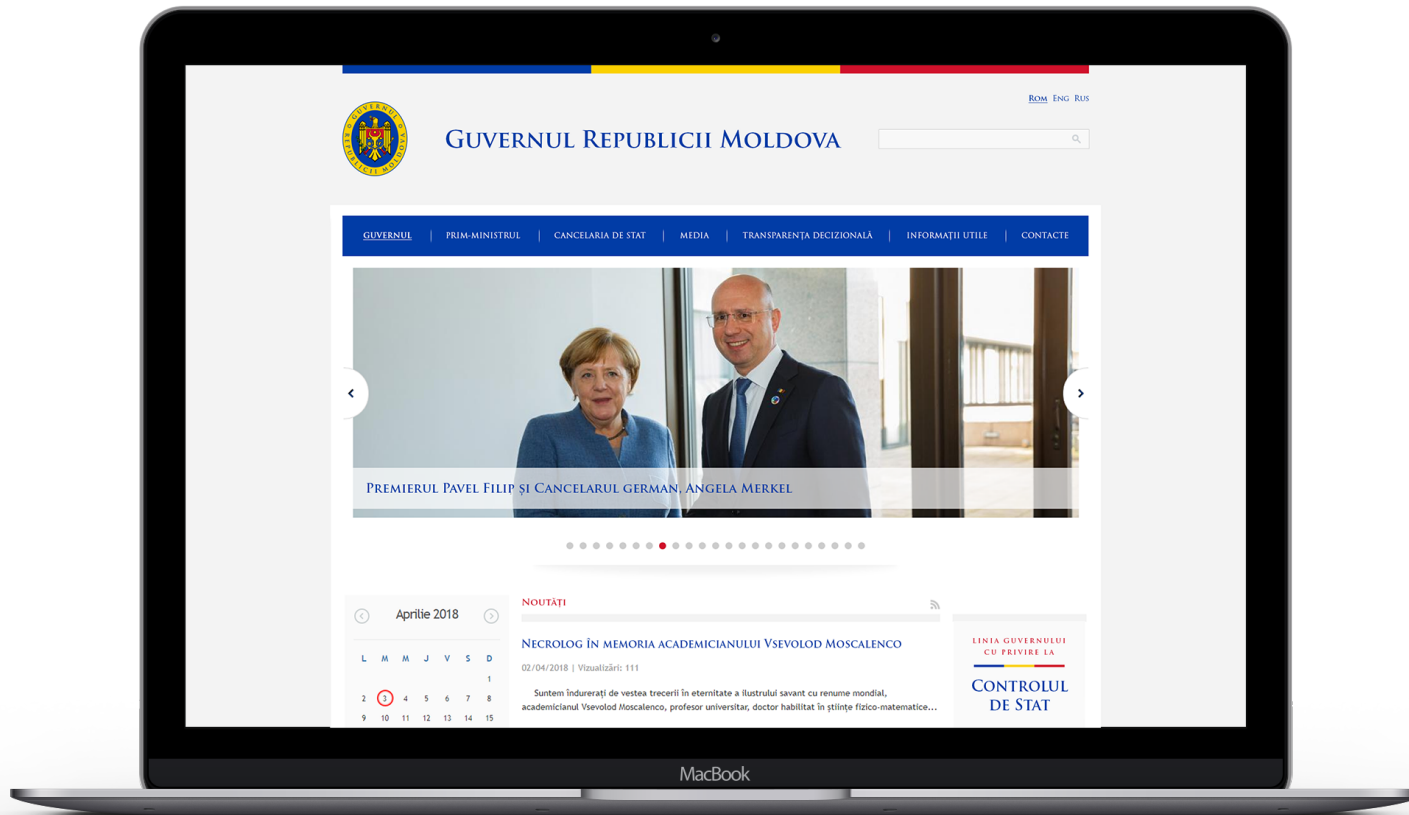 Rom Eng Rus
GUVERNUL REPUBLICII MOLDOVA
Guvernul Republicii Moldova
GUVERNUL | PRIM-MINISTRUL | CANCELARIA DE STAT | MEDIA | TRANSPARENȚA DECIZIONALĂ | INFORMAȚII UTILE | CONTACTE
Premierul Pavel Filip și Cancelarul german, Angela Merkel
Aprilie 2018
L M M J V S D
1
2 3 4 5 6 7 8
9 10 11 12 13 14 15
Noutăți
Necrolog în memoria academicianului Vsevolod Moscalenco
02/04/2018 | Vizualizări: 111
Suntem îndurerați de vestea trecerii în eternitate a ilustrului savant cu renume mondial,
academicianul Vsevolod Moscalenco, profesor universitar, doctor habilitat în științe fizico-matematice...
LINIA GUVERNULUI
CU PRIVIRE LA
Controlul
de Stat
MacBook